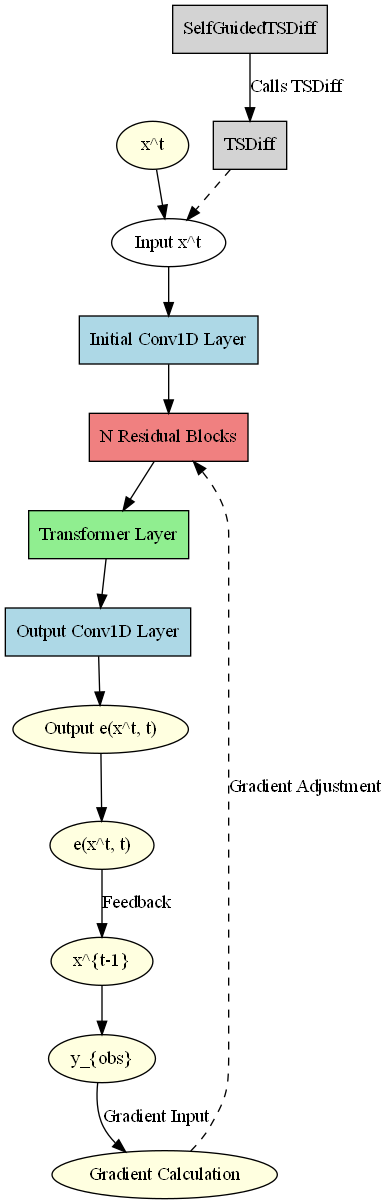 SelfGuidedTSDiff
Calls TSDiff
x^t
TSDiff
Input x^t
Initial Conv1D Layer
N Residual Blocks
Transformer Layer
Output Conv1D Layer
Output e(x^t, t)
Gradient Adjustment
e(x^t, t)
Feedback
x^{t-1}
y_{obs}
Gradient Input
Gradient Calculation